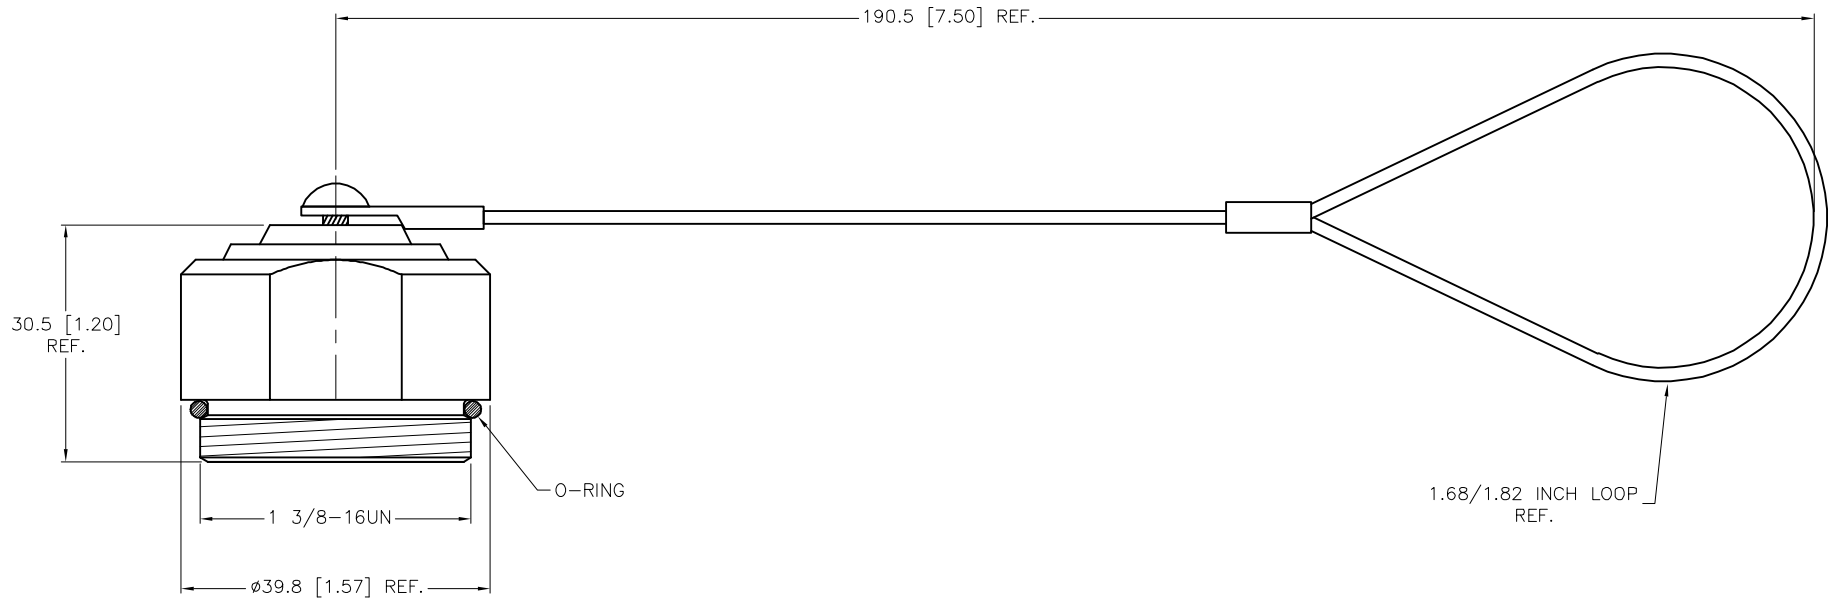 190.5 [7.50] REF.
30.5 [1.20]
REF.
O-RING
1.68/1.82 INCH LOOP
REF.
1 3/8-16UN
⌀39.8 [1.57] REF.